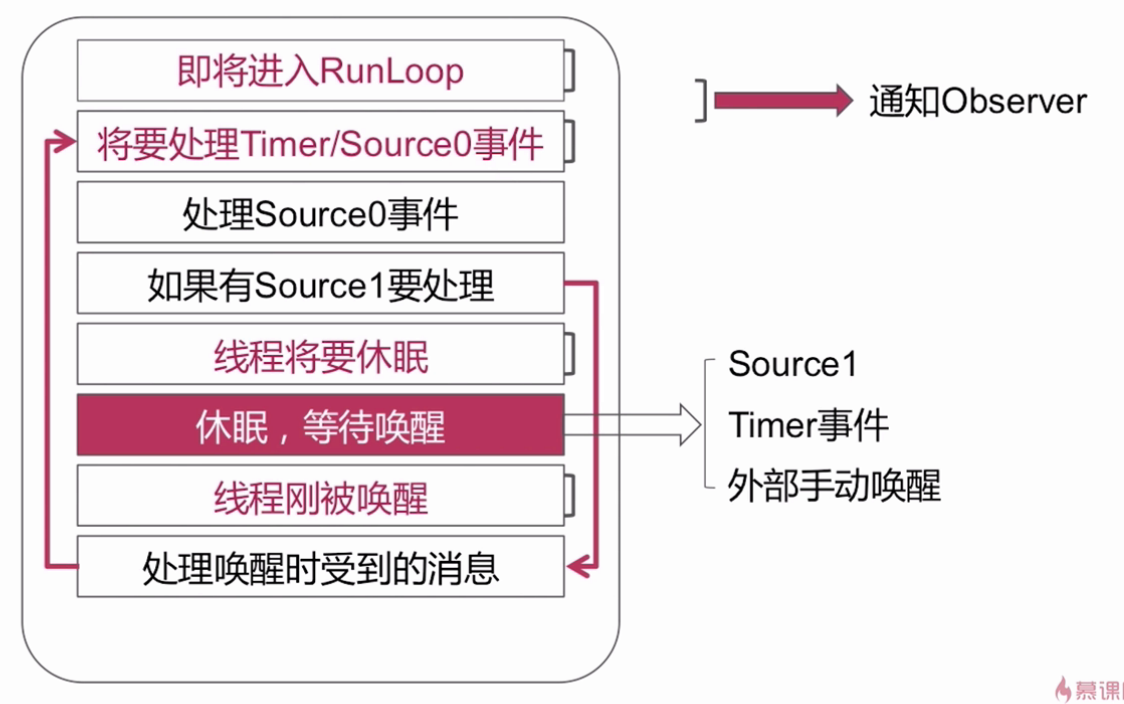 即将进入RunLoop
通知Observer
将要处理Timer/Source0事件
处理Source0事件
如果有Source1要处理
线程将要休眠
Source1
休眠，等待唤醒
Timer事件
线程刚被唤醒
外部手动唤醒
处理唤醒时受到的消息
慕课